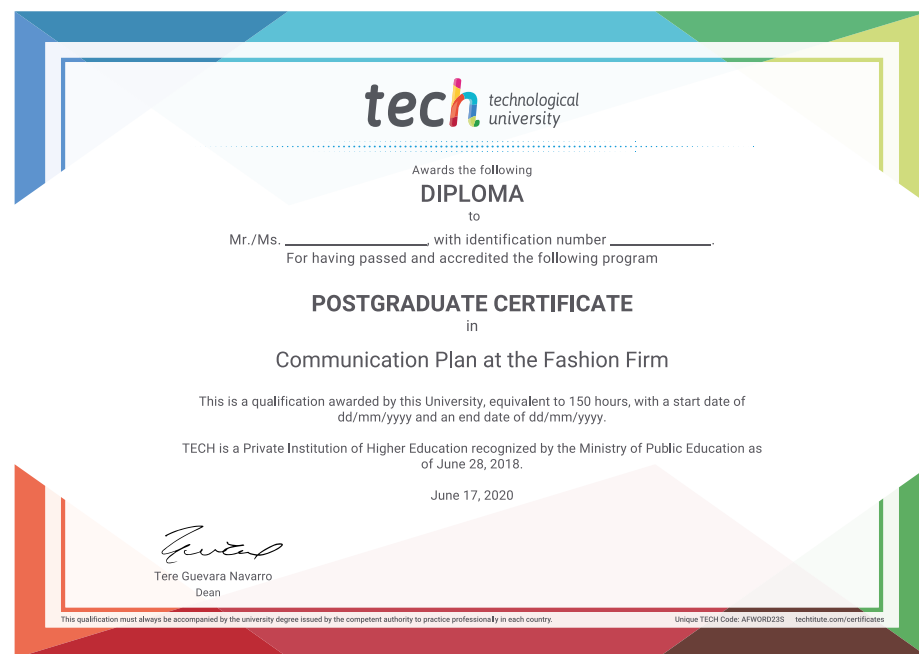 tech technological
university
Awards the following
DIPLOMA
to
Mr./Ms. ____________, with identification number ____________.
For having passed and accredited the following program
POSTGRADUATE CERTIFICATE
in
Communication Plan at the Fashion Firm
This is a qualification awarded by this University, equivalent to 150 hours, with a start date of
dd/mm/yyyy and an end date of dd/mm/yyyy.
TECH is a Private Institution of Higher Education recognized by the Ministry of Public Education as
of June 28, 2018.
June 17, 2020
Tere Guevara Navarro
Dean
This qualification must always be accompanied by the university degree issued by the competent authority to practice professionally in each country.
Unique TECH Code: AFWORD23S techtitute.com/certificates